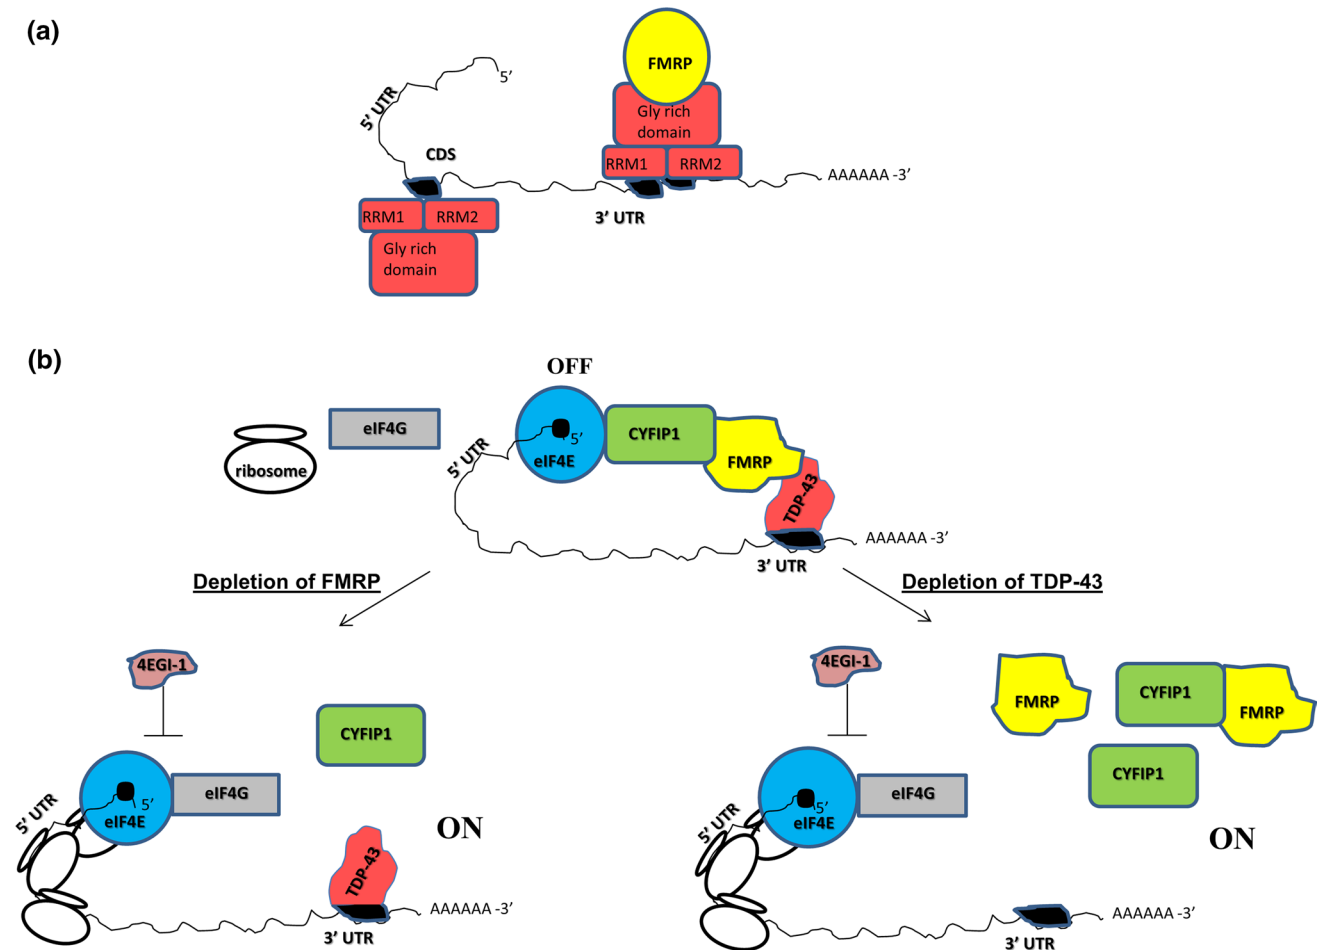 (a)
FMRP
5'
5' UTR
Gly rich
domain
CDS
RRM1
RRM2
AAAAAA -3'
RRM1
RRM2
3' UTR
Gly rich
domain
(b)
OFF
eIF4G
5' UTR
5'
eIF4E
CYFIP1
FMRP
ribosome
TDP-43
AAAAAA -3'
3' UTR
Depletion of FMRP
Depletion of TDP-43
4EGI-1
CYFIP1
5' UTR
5'
eIF4E
eIF4G
ON
TDP-43
AAAAAA -3'
3' UTR
4EGI-1
FMRP
CYFIP1
FMRP
CYFIP1
5' UTR
5'
eIF4E
eIF4G
ON
AAAAAA -3'
3' UTR